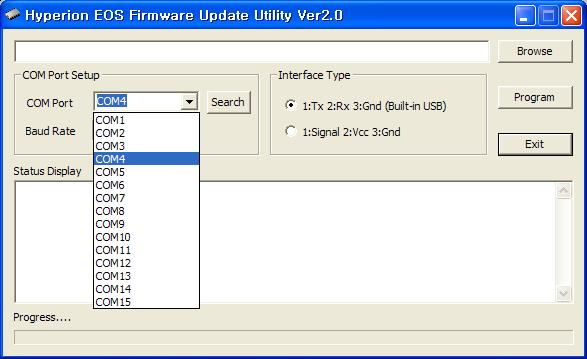 Hyperion EOS Firmware Update Utility Ver2.0
Browse
COM Port Setup
Interface Type
COM Port
COM4
Search
1:Tx 2:Rx 3:Gnd (Built-in USB)
Program
Baud Rate
1:Signal 2:Vcc 3:Gnd
Exit
COM1
COM2
COM3
COM4
COM5
COM6
COM7
COM8
COM9
COM10
COM11
COM12
COM13
COM14
COM15
Status Display
Progress....